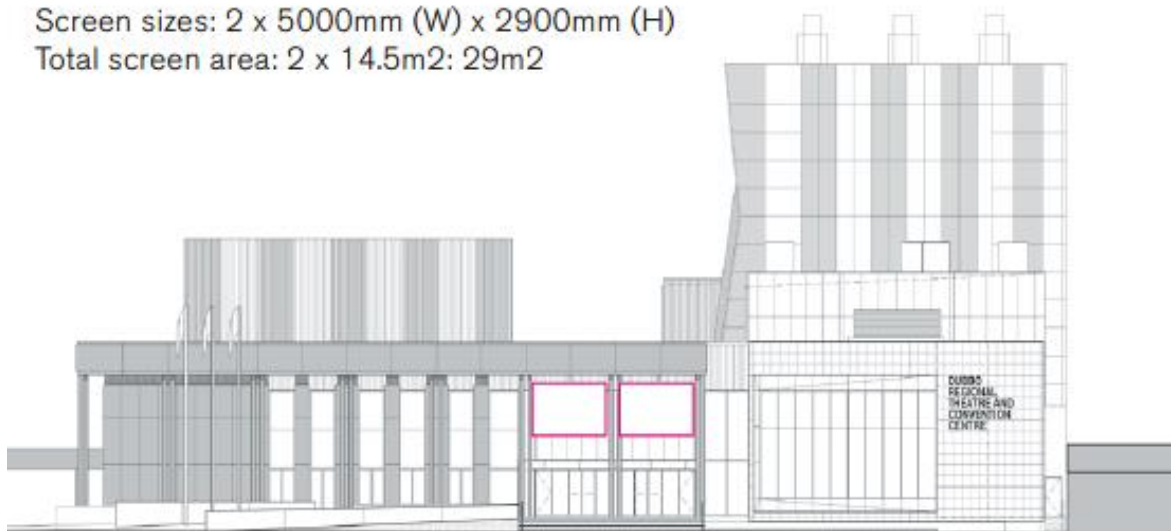 Screen sizes: 2 x 5000mm (W) x 2900mm (H)
Total screen area: 2 x 14.5m2: 29m2
DUBBO
REGIONAL
THEATRE AND
CONVENTION
CENTRE